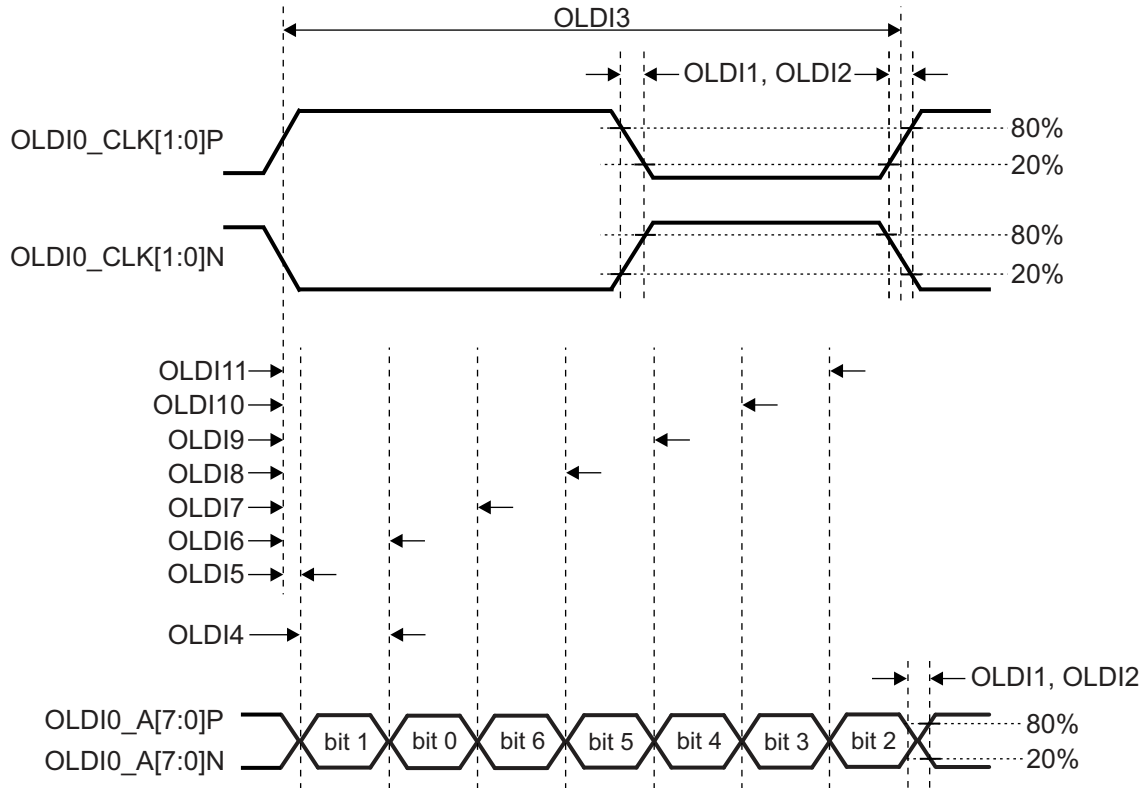 OLDI3
OLDI1, OLDI2
OLDI0_CLK[1:0]P
80%
20%
OLDI0_CLK[1:0]N
80%
20%
OLDI11
OLDI10
OLDI9
OLDI8
OLDI7
OLDI6
OLDI5
OLDI4
OLDI1, OLDI2
OLDI0_A[7:0]P
80%
bit 1 bit 0 bit 6 bit 5 bit 4 bit 3 bit 2
OLDI0_A[7:0]N
20%